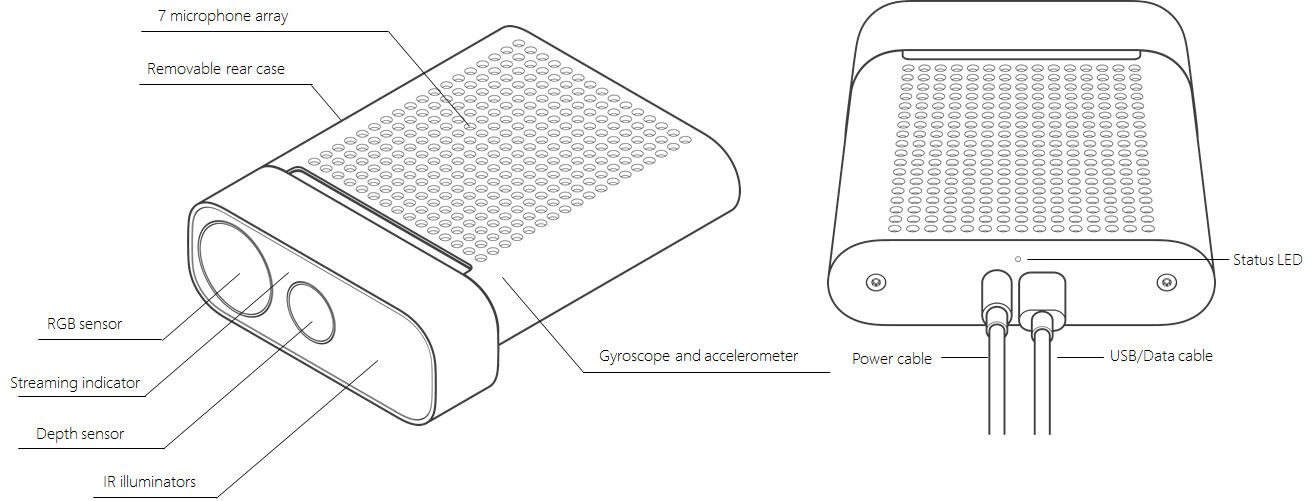 7 microphone array
Removable rear case
RGB sensor
Streaming indicator
Depth sensor
IR illuminators
Gyroscope and accelerometer
Status LED
Power cable
USB/Data cable